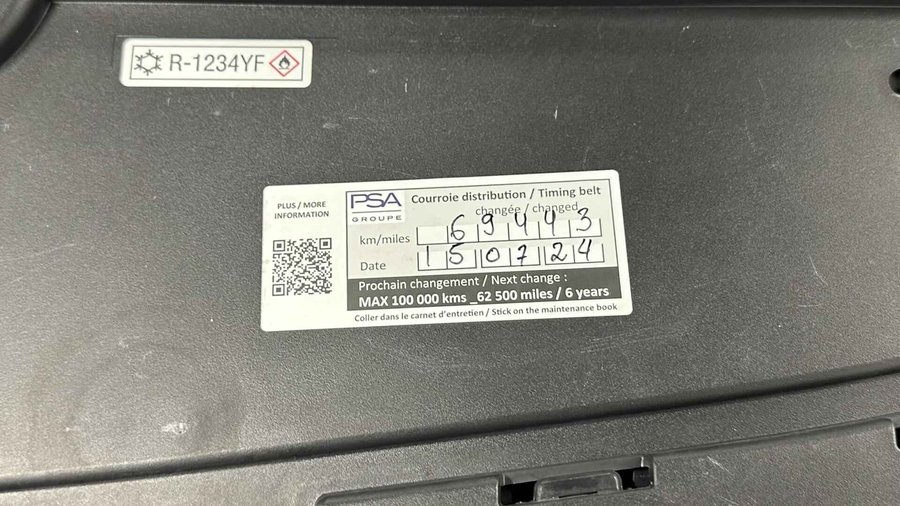 R-1234YF
PLUS / MORE
INFORMATION
PSA
GROUPE
Courroie distribution / Timing belt
changée / changed
km/miles 69443
Date 150724
Prochain changement / Next change :
MAX 100 000 kms _62 500 miles / 6 years
Coller dans le carnet d'entretien / Stick on the maintenance book